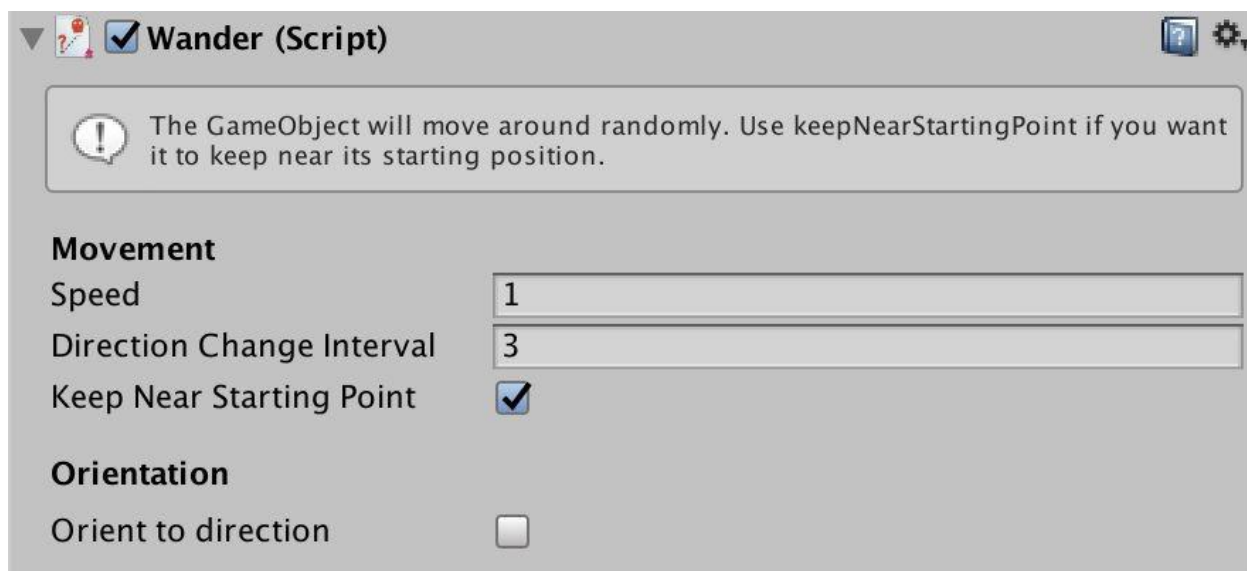 Wander (Script)
The GameObject will move around randomly. Use keepNearStartingPoint if you want
it to keep near its starting position.
Movement
Speed 1
Direction Change Interval 3
Keep Near Starting Point
Orientation
Orient to direction